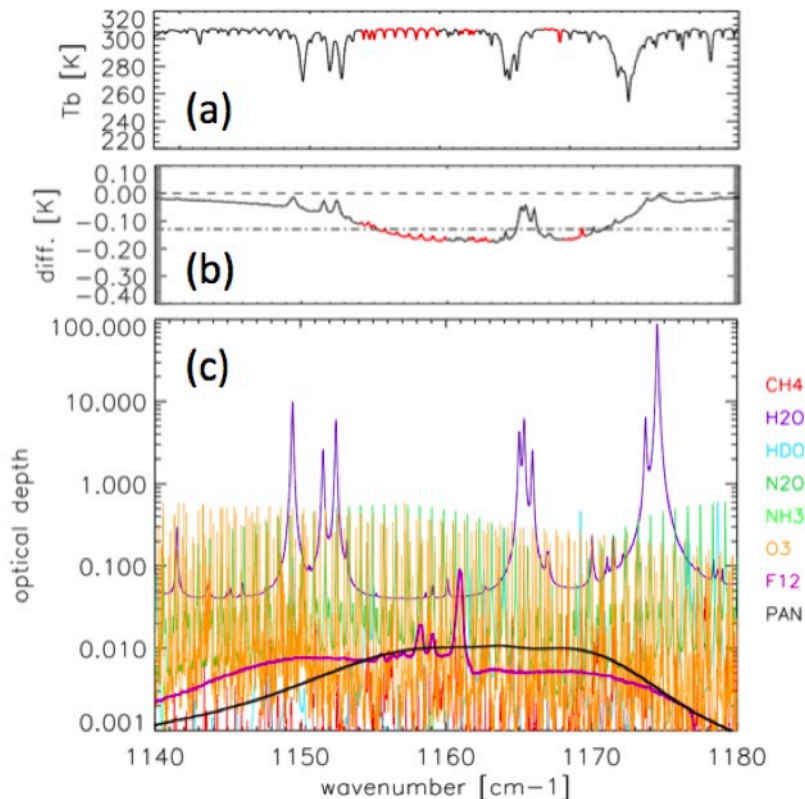 320
300
280
260
240
220
Tb [K]
(a)
0.10
0.00
-0.10
-0.20
-0.30
-0.40
diff. [K]
(b)
100.000
10.000
1.000
0.100
0.010
0.001
optical depth
(c)
CH4
H2O
HDO
N2O
NH3
O3
F12
PAN
1140 1150 1160 1170 1180
wavenumber [cm-1]